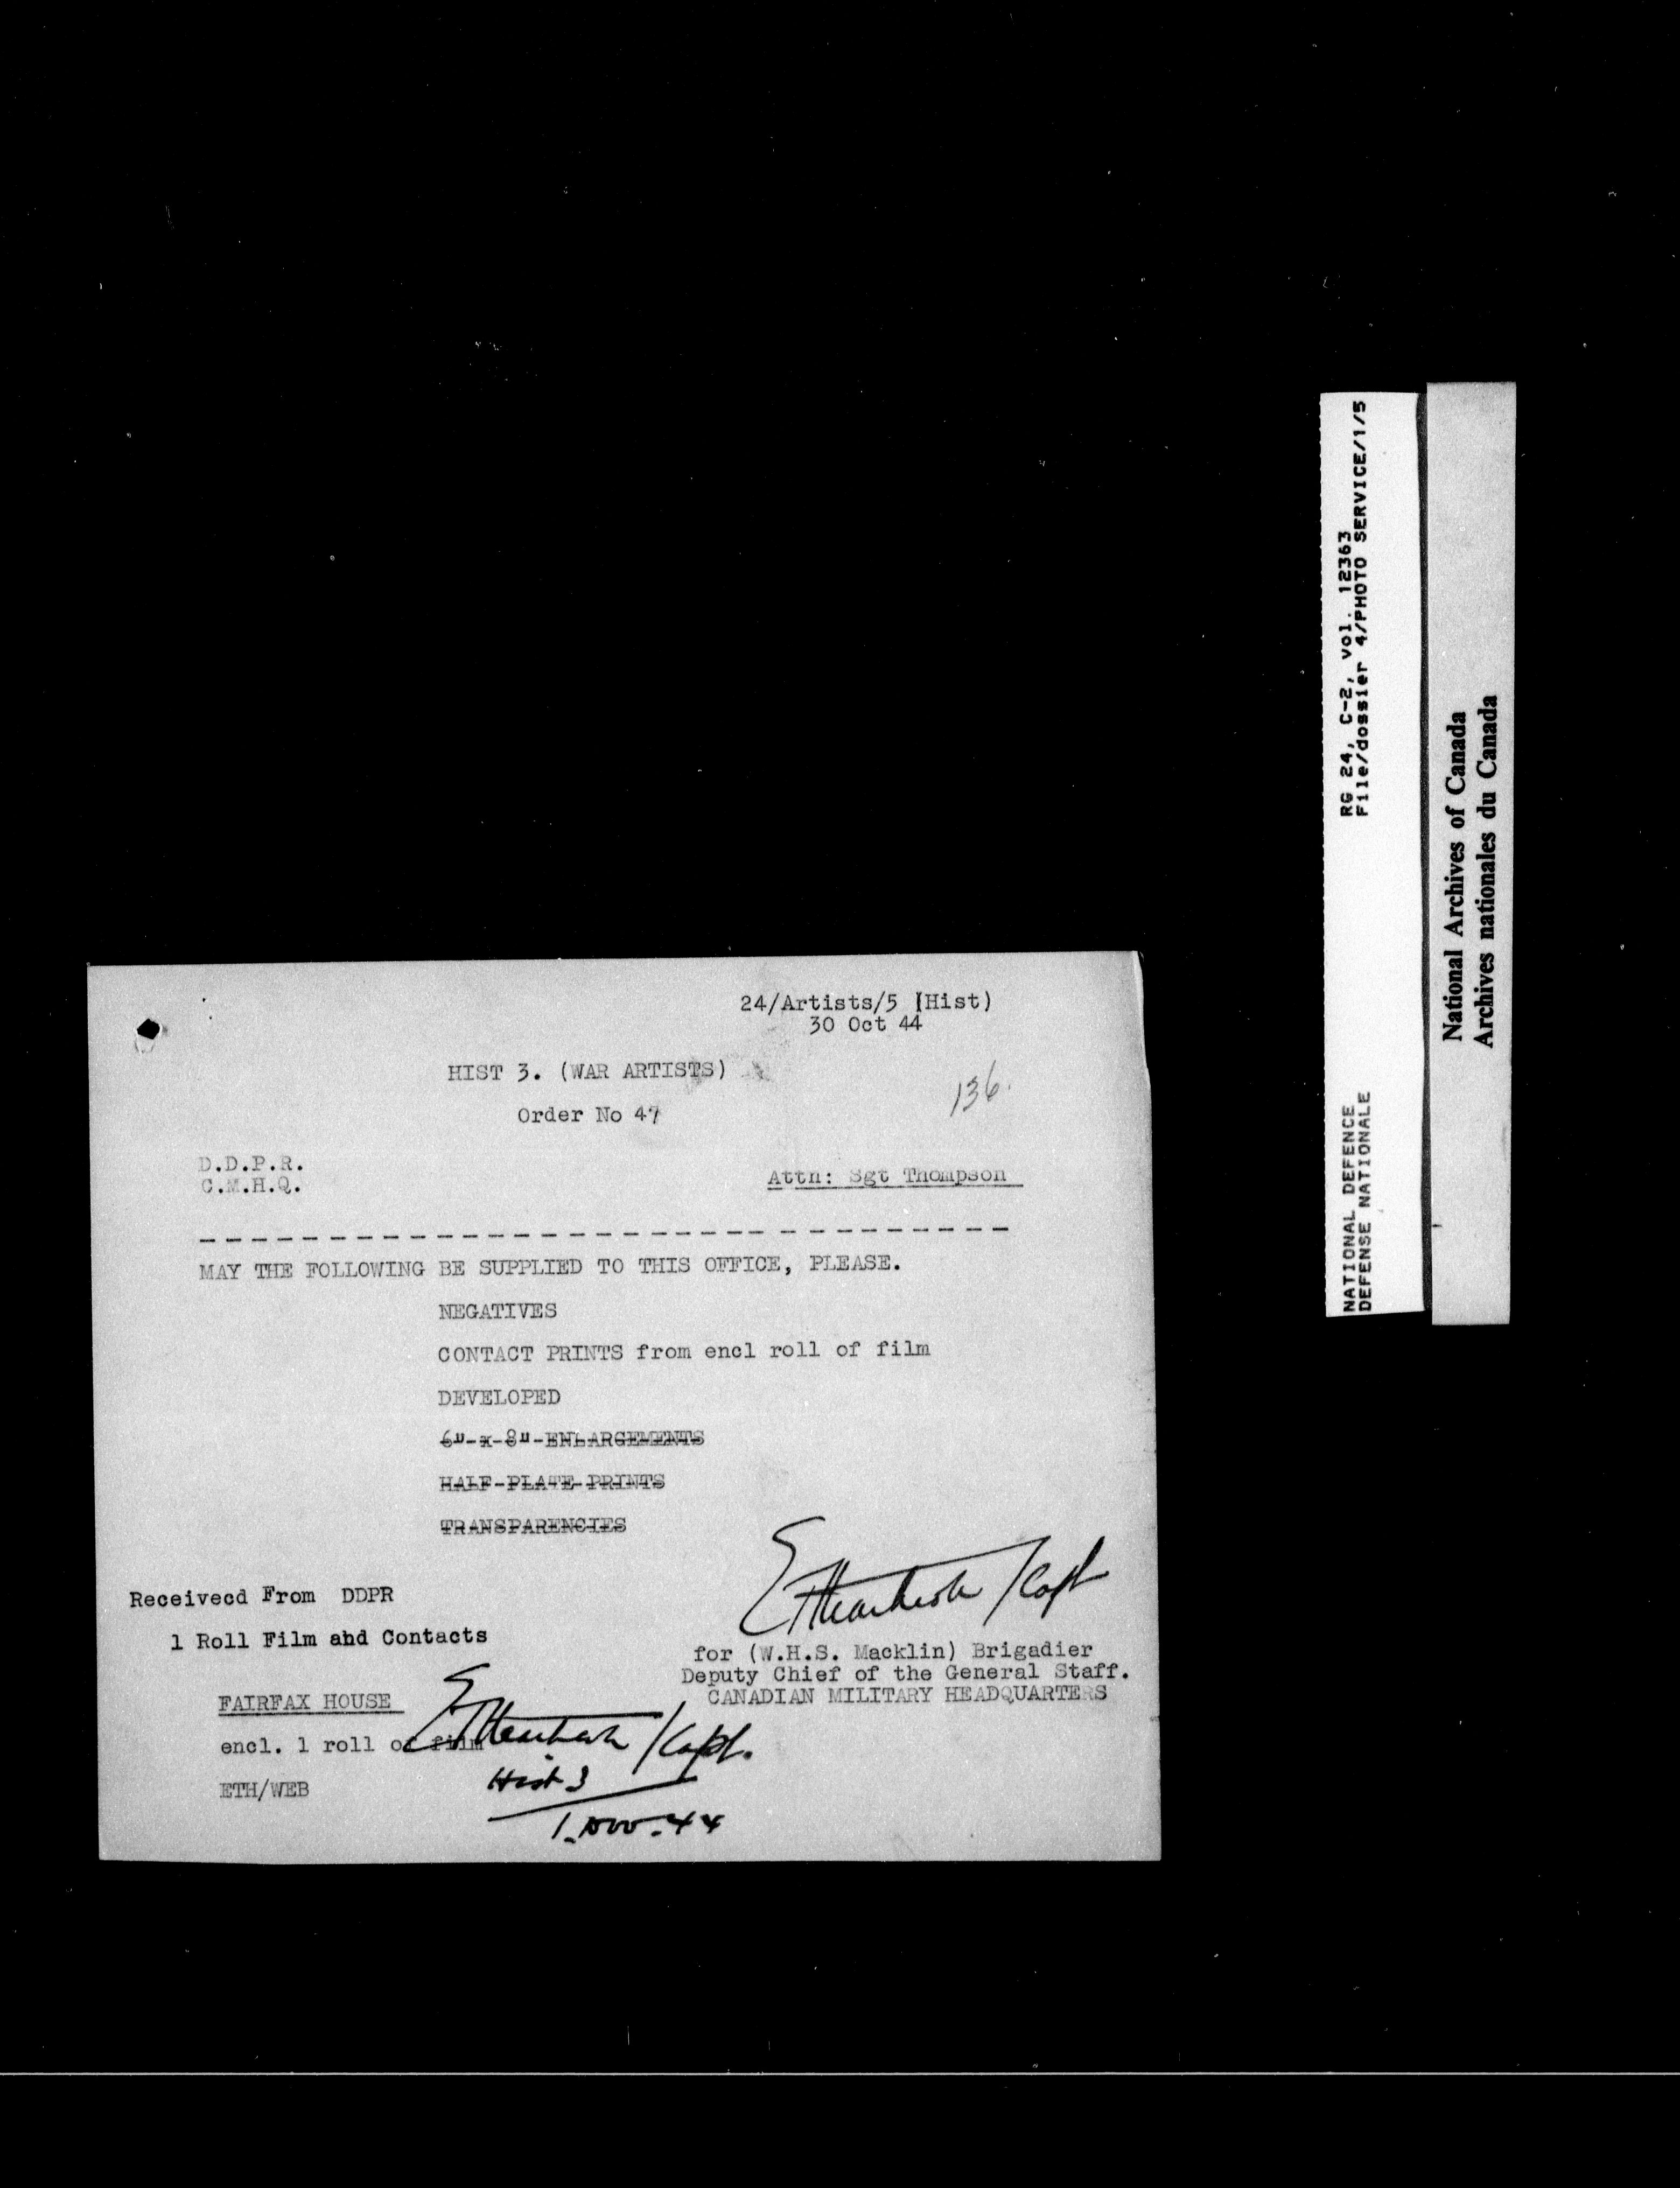 24/Artists/5 (Hist)
30 Oct 44
HIST 3. (WAR ARTISTS)
136.
Order No 47
D.D.P.R.
C.M.H.Q.
Attn: Sgt Thompson
MAY THE FOLLOWING BE SUPPLIED TO THIS OFFICE, PLEASE.
NEGATIVES
CONTACT PRINTS from encl roll of film
DEVELOPED
6"-x-8"-ENLARGEMENTS
HALF-PLATE-PRINTS
TRANSPARENCIES
/Capt
Receivecd From DDPR
1 Roll Film ahd Contacts
for (W.H.S. Macklin) Brigadier
Deputy Chief of the General Staff.
CANADIAN MILITARY HEADQUARTERS
FAIRFAX HOUSE
encl. 1 roll of film
/Capt.
Hist 3
ETH/WEB
1. Nov. 44
NATIONAL DEFENCE RG 24, C-2, vol. 12363
DEFENSE NATIONALE File/dossier 4/PHOTO SERVICE/1/5
National Archives of Canada
Archives nationales du Canada